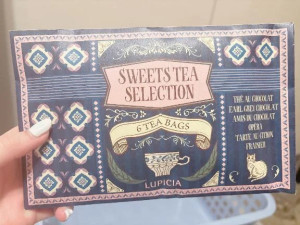 SWEETS TEA
SELECTION
6 TEA BAGS
LUPICIA
THÉ AU CHOCOLAT
EARL GREY CHOCOLAT
AMIS DU CHOCOLAT
OPÉRA
TARTE AU CITRON
FRAISIER